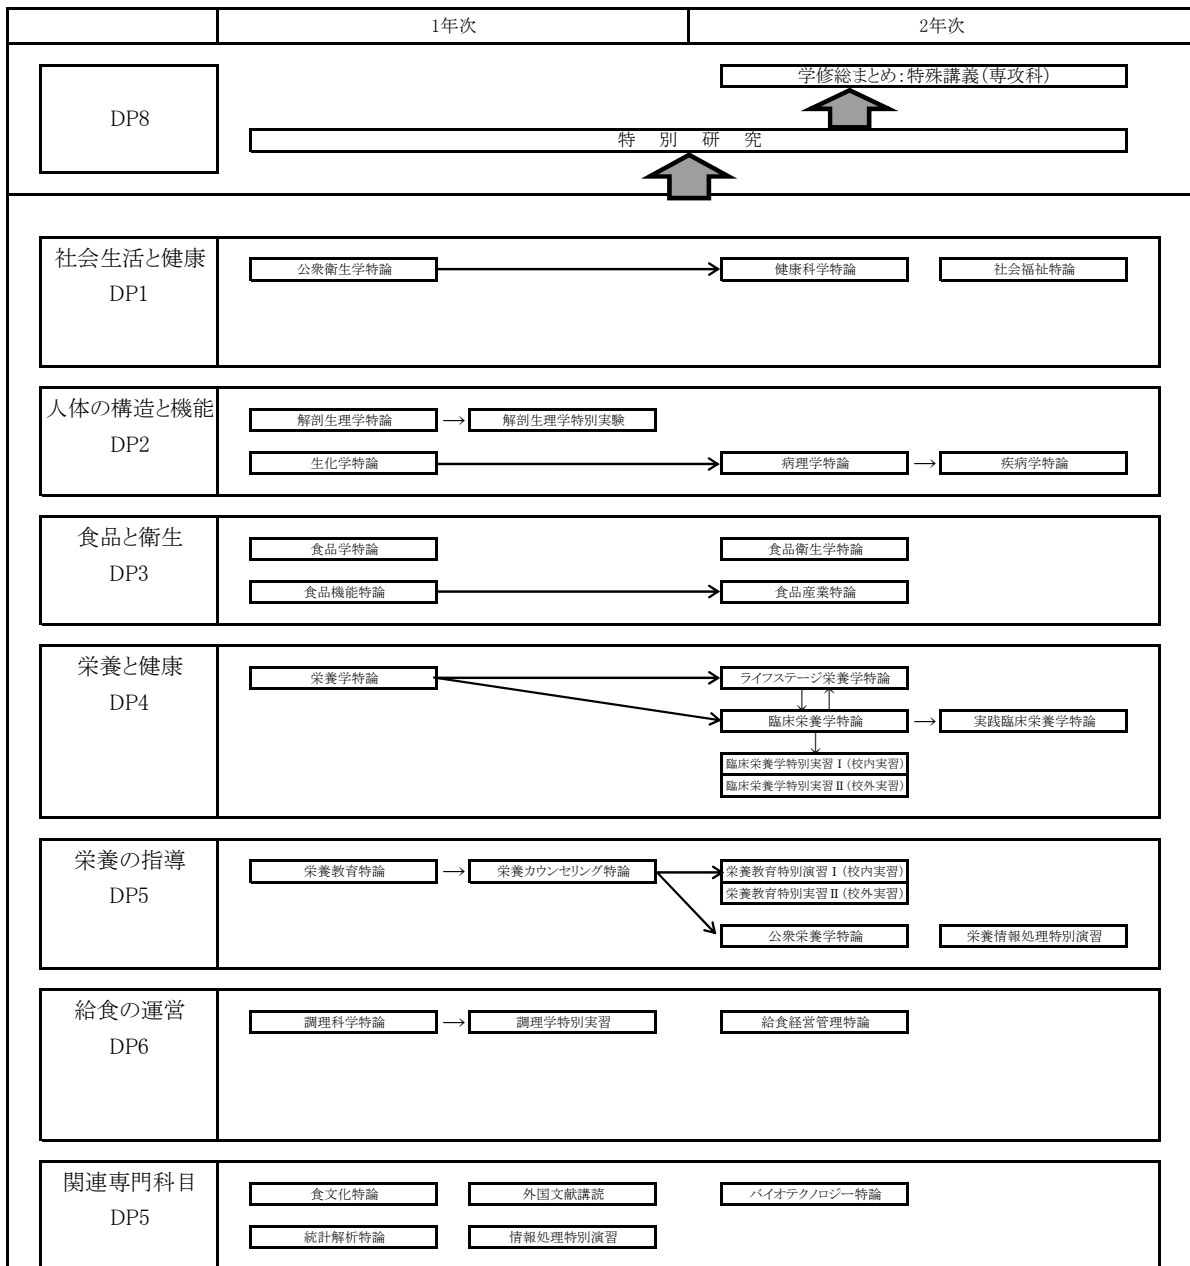 1年次 2年次
DP8
学修総まとめ：特殊講義（専攻科）
特 別 研 究
社会生活と健康
DP1
公衆衛生学特論 健康科学特論 社会福祉特論
人体の構造と機能
DP2
解剖生理学特論 → 解剖生理学特別実験
生化学特論 病理学特論 → 疾病学特論
食品と衛生
DP3
食品学特論 食品衛生学特論
食品機能特論 食品産業特論
栄養と健康
DP4
栄養学特論 ライフステージ栄養学特論
臨床栄養学特論 → 実践臨床栄養学特論
臨床栄養学特別実習Ⅰ（校内実習）
臨床栄養学特別実習Ⅱ（校外実習）
栄養の指導
DP5
栄養教育特論 → 栄養カウンセリング特論 栄養教育特別演習Ⅰ（校内実習）
栄養教育特別実習Ⅱ（校外実習）
公衆栄養学特論 栄養情報処理特別演習
給食の運営
DP6
調理科学特論 → 調理学特別実習 給食経営管理特論
関連専門科目
DP5
食文化特論 外国文献講読 バイオテクノロジー特論
統計解析特論 情報処理特別演習